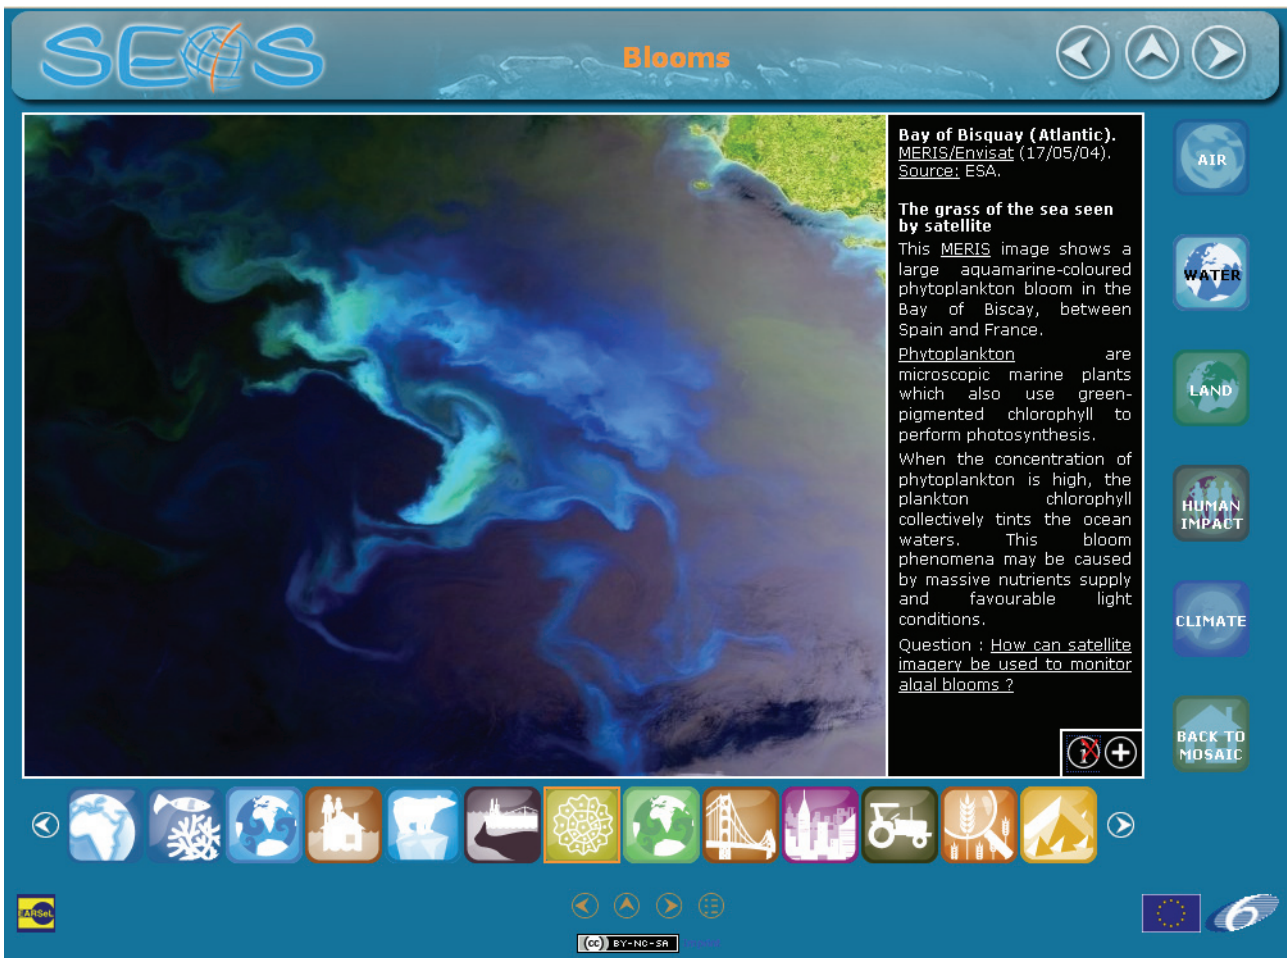 SEOS
Blooms
Bay of Bisquay (Atlantic).
MERIS/Envisat (17/05/04).
Source: ESA.
The grass of the sea seen
by satellite
This MERIS image shows a
large aquamarine-coloured
phytoplankton bloom in the
Bay of Biscay, between
Spain and France.
Phytoplankton are
microscopic marine plants
which also use green-
pigmented chlorophyll to
perform photosynthesis.
When the concentration of
phytoplankton is high, the
plankton chlorophyll
collectively tints the ocean
waters. This bloom
phenomena may be caused
by massive nutrients supply
and favourable light
conditions.
Question : How can satellite
imagery be used to monitor
algal blooms ?
AIR
WATER
LAND
HUMAN
IMPACT
CLIMATE
BACK TO
MOSAIC
i
EARSeL
6
cc BY-NC-SA